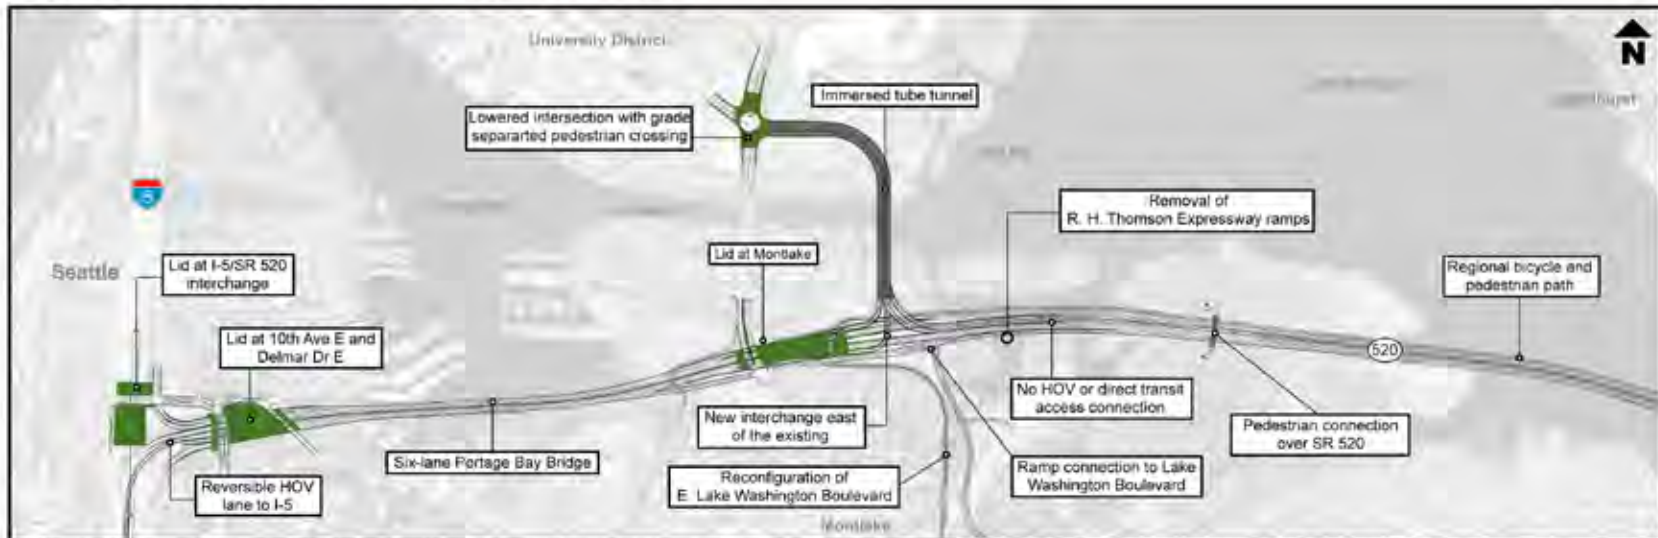 N
University District
Immersed tube tunnel
Lowered intersection with grade
separarted pedestrian crossing
5
Removal of
R. H. Thomson Expressway ramps
Lid at Montlake
Seattle
Lid at I-5/SR 520
interchange
Regional bicycle and
pedestrian path
Lid at 10th Ave E and
Delmar Dr E
520
No HOV or direct transit
access connection
New interchange east
of the existing
Pedestrian connection
over SR 520
Six-lane Portage Bay Bridge
Reconfiguration of
E. Lake Washington Boulevard
Ramp connection to Lake
Washington Boulevard
Reversible HOV
lane to I-5
Montlake